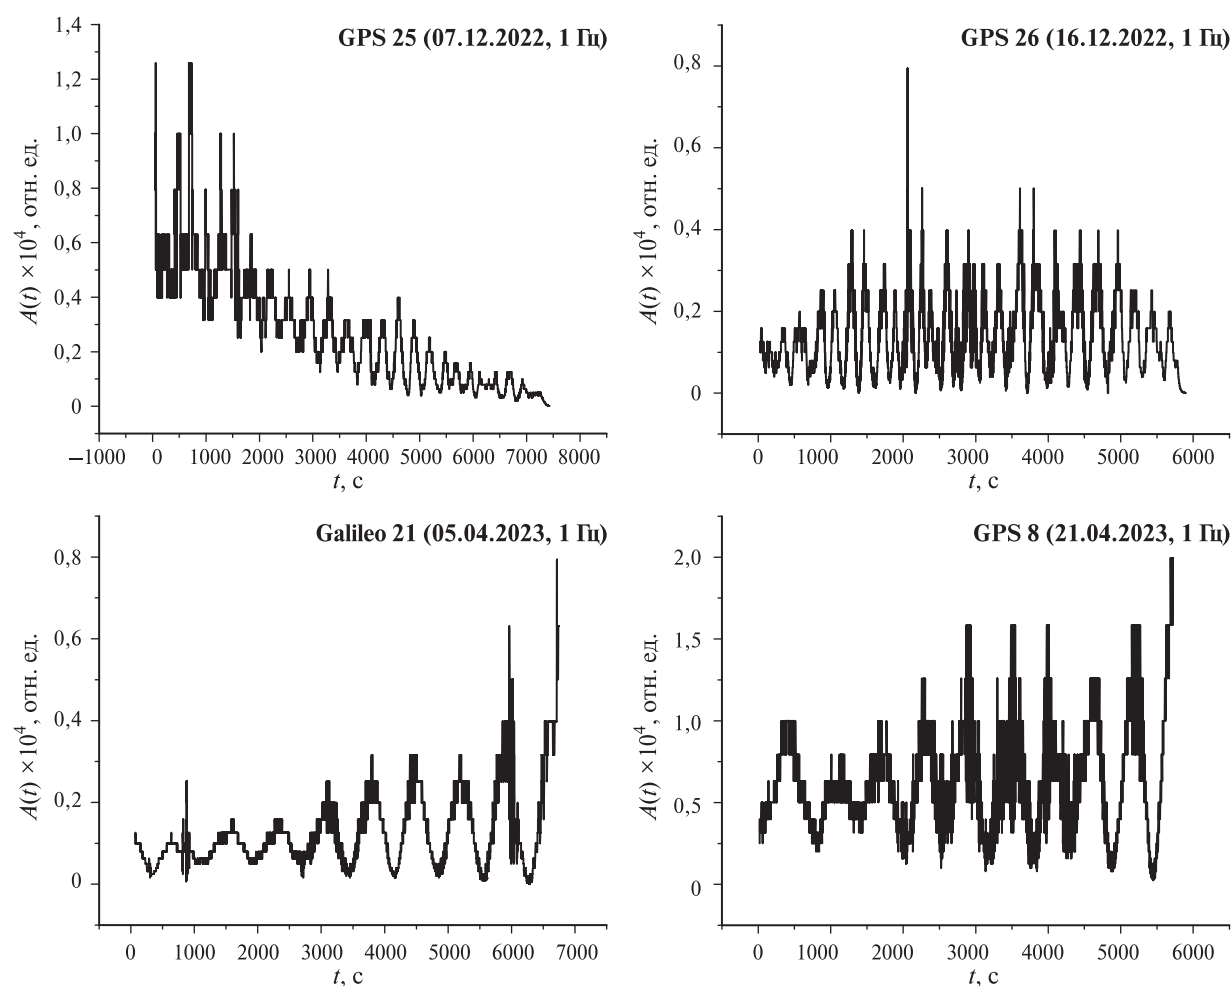 GPS 25 (07.12.2022, 1 Гц)
A(t) ×10⁴, отн. ед.
1,4
1,2
1,0
0,8
0,6
0,4
0,2
0
−1000 0 1000 2000 3000 4000 5000 6000 7000 8000
t, с
GPS 26 (16.12.2022, 1 Гц)
A(t) ×10⁴, отн. ед.
0,8
0,6
0,4
0,2
0
0 1000 2000 3000 4000 5000 6000
t, с
Galileo 21 (05.04.2023, 1 Гц)
A(t) ×10⁴, отн. ед.
0,8
0,6
0,4
0,2
0
0 1000 2000 3000 4000 5000 6000 7000
t, с
GPS 8 (21.04.2023, 1 Гц)
A(t) ×10⁴, отн. ед.
2,0
1,5
1,0
0,5
0
0 1000 2000 3000 4000 5000 6000
t, с